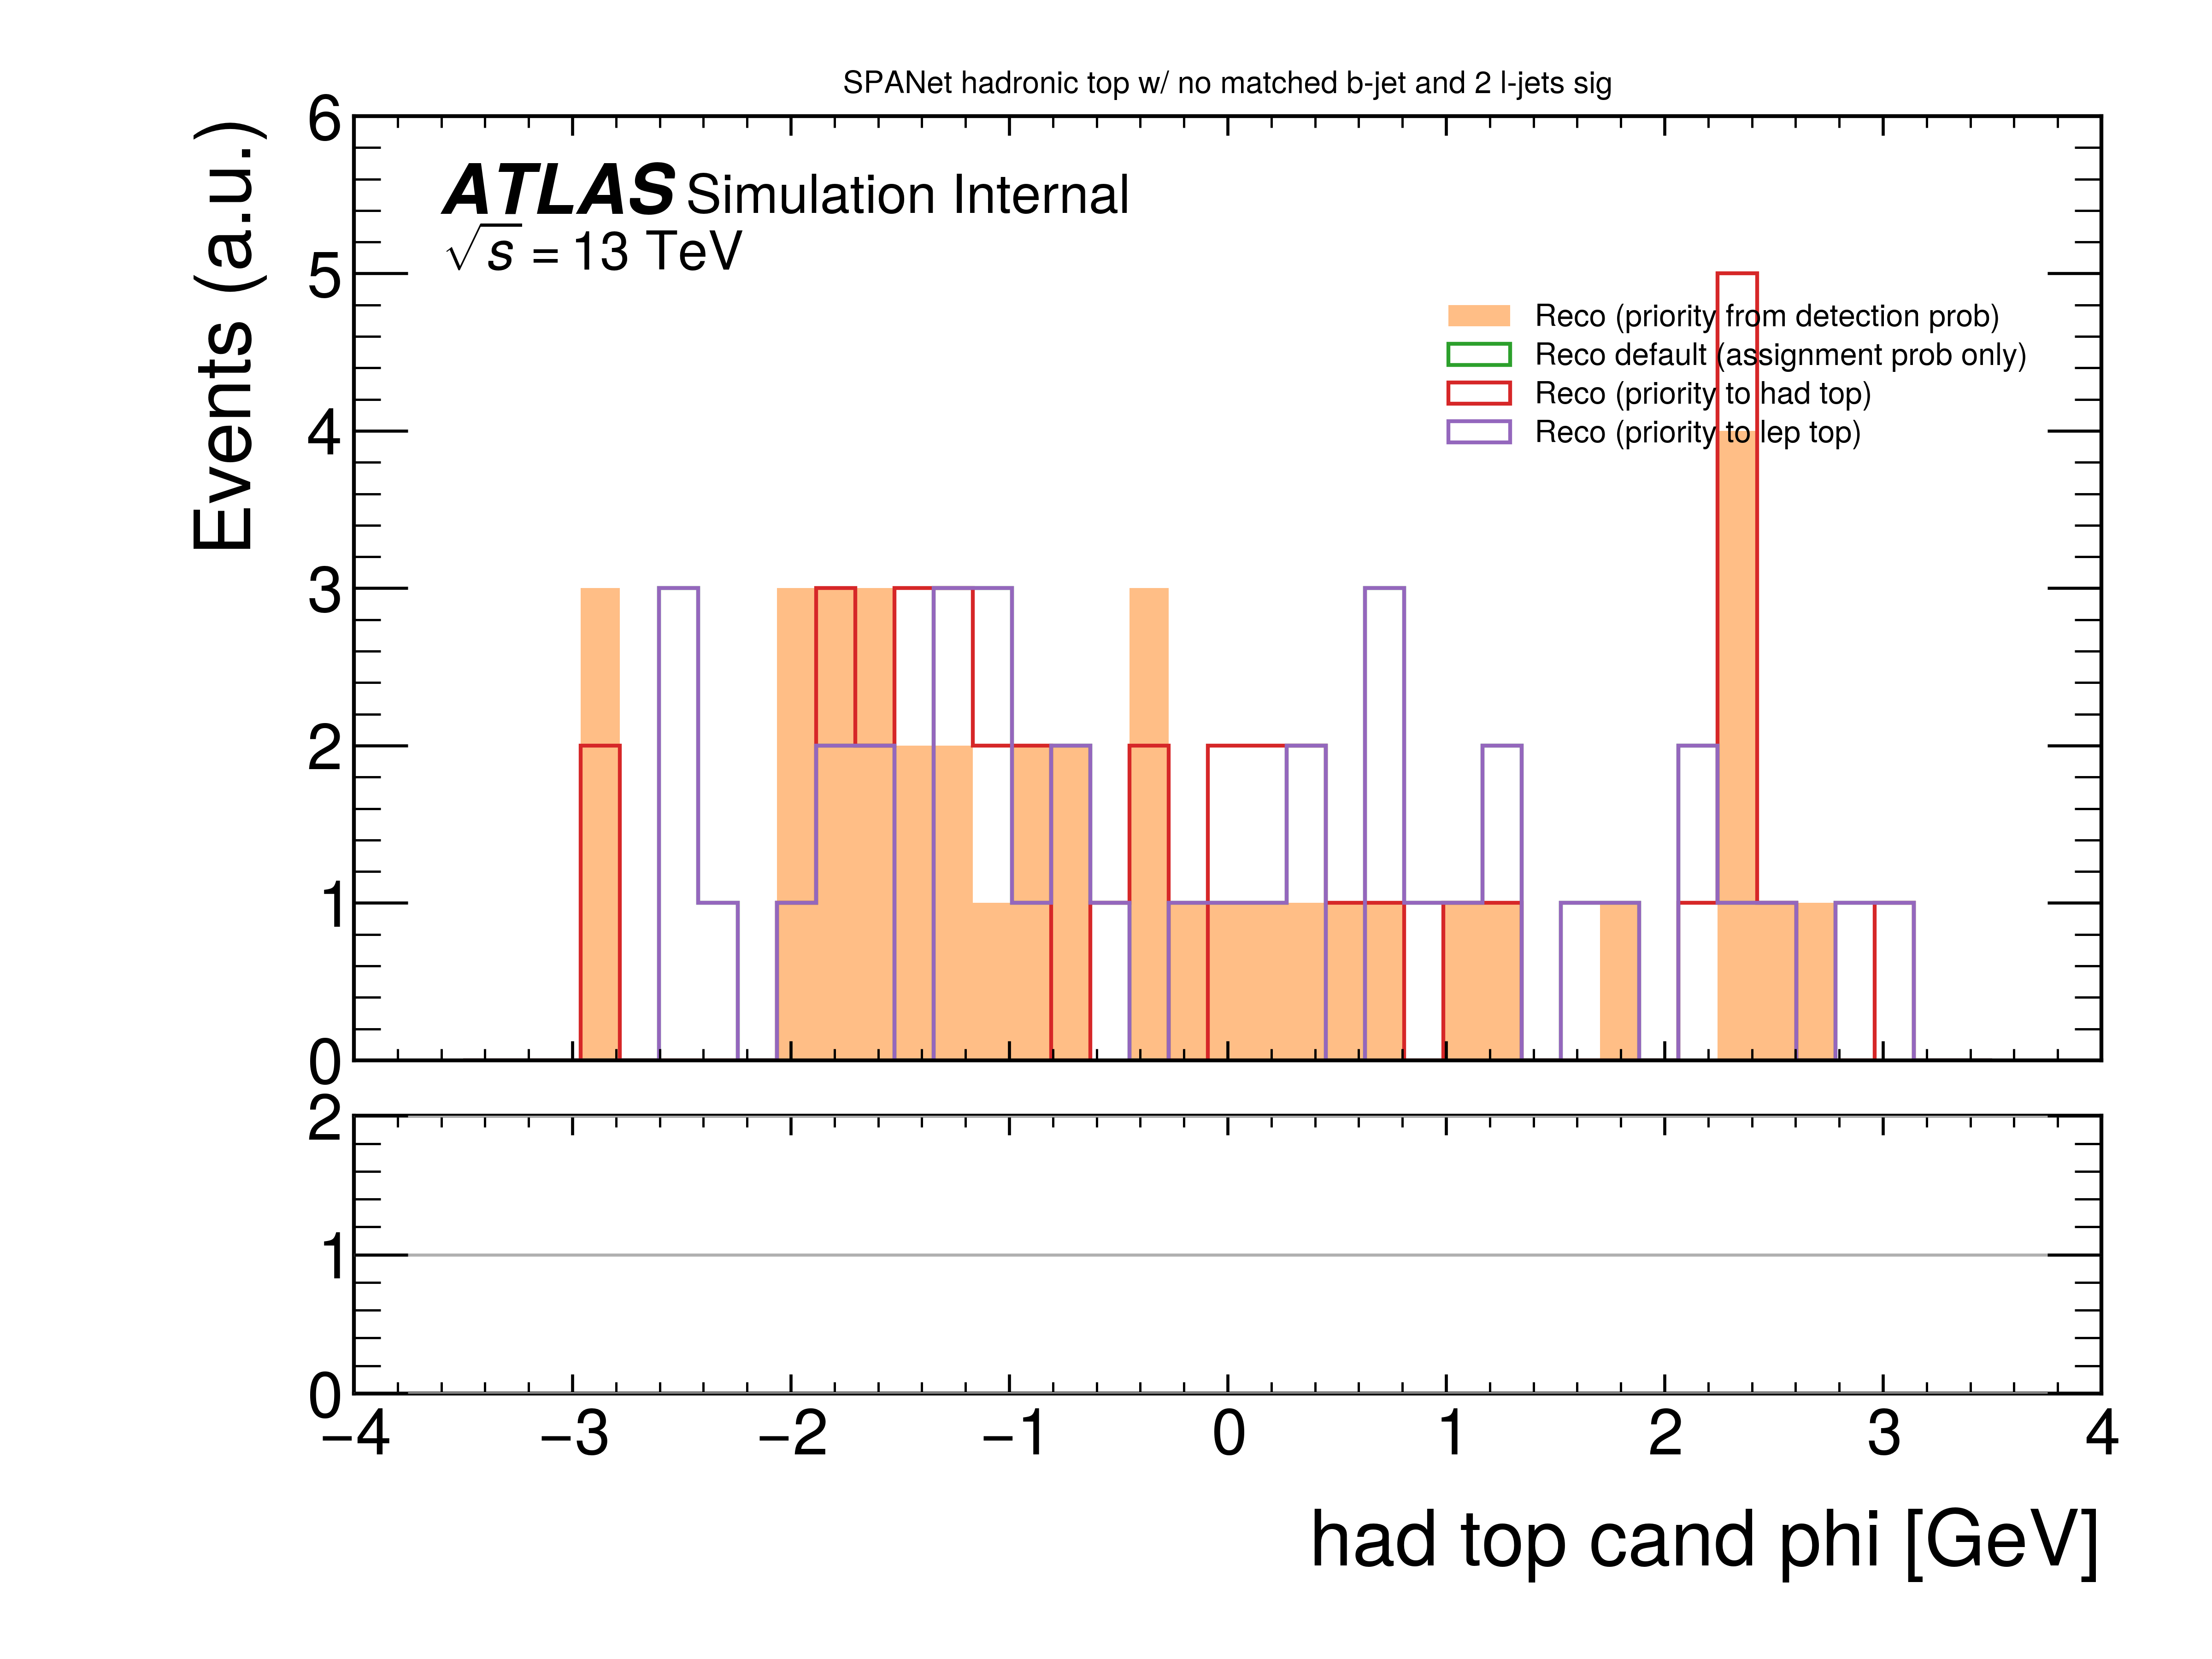 SPANet hadronic top w/ no matched b-jet and 2 l-jets sig
6
Events (a.u.)
ATLAS Simulation Internal
√s = 13 TeV
5
Reco (priority from detection prob)
Reco default (assignment prob only)
Reco (priority to had top)
4
Reco (priority to lep top)
3
2
1
0
2
1
0
−4 −3 −2 −1 0 1 2 3 4
had top cand phi [GeV]